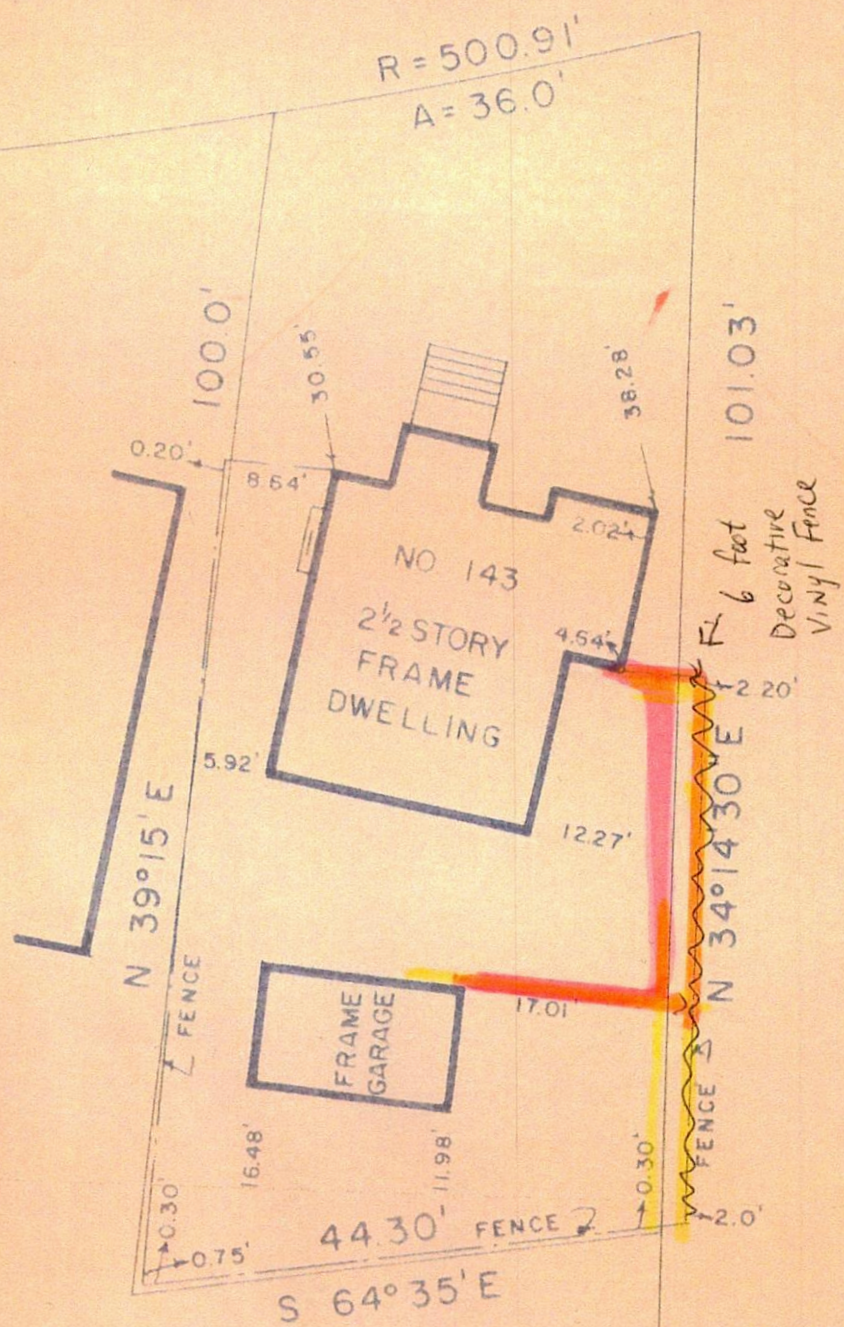 R = 500.91'
A = 36.0'
100.0'
30.55'
38.28'
101.03'
0.20'
8.64'
2.02'
NO 143
2½ STORY
FRAME
DWELLING
4.64'
6 foot
Decorative
Vinyl Fence
2.20'
5.92'
12.27'
N 39°15' E
N 34°14'30" E
FENCE
FRAME
GARAGE
17.01'
FENCE
16.48'
11.98'
0.30'
0.30'
0.75'
44.30'
FENCE
2.0'
S 64°35' E